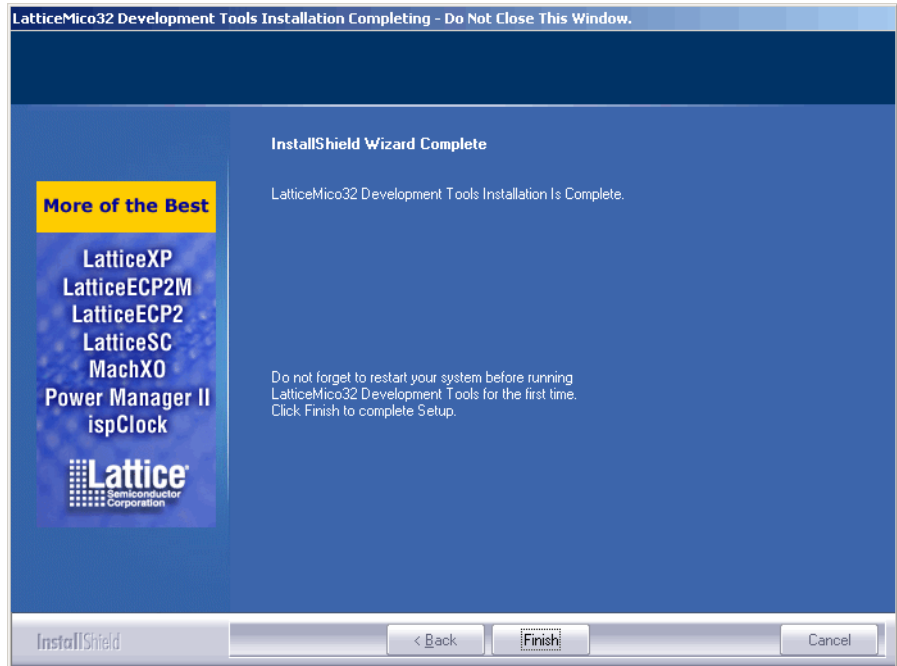 LatticeMico32 Development Tools Installation Completing - Do Not Close This Window.
InstallShield Wizard Complete
LatticeMico32 Development Tools Installation Is Complete.
More of the Best
LatticeXP
LatticeECP2M
LatticeECP2
LatticeSC
MachXO
Power Manager II
ispClock
Lattice
Semiconductor
Corporation
Do not forget to restart your system before running
LatticeMico32 Development Tools for the first time.
Click Finish to complete Setup.
InstallShield
< Back
Finish
Cancel